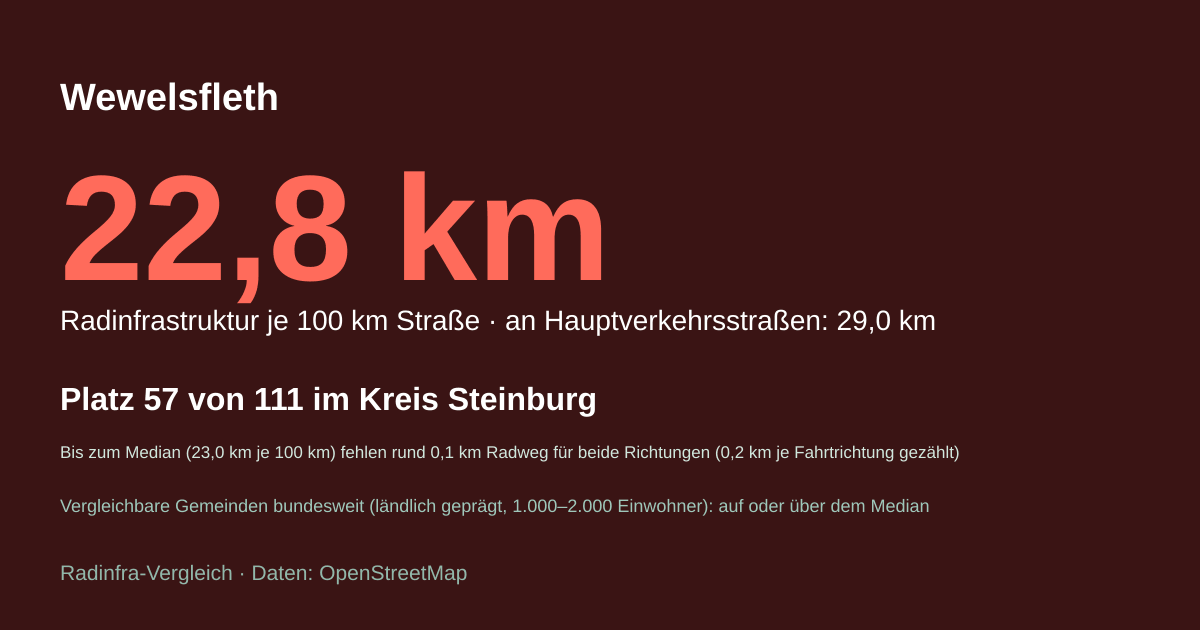 Wewelsfleth
22,8 km
Radinfrastruktur je 100 km Straße · an Hauptverkehrsstraßen: 29,0 km
Platz 57 von 111 im Kreis Steinburg
Bis zum Median (23,0 km je 100 km) fehlen rund 0,1 km Radweg für beide Richtungen (0,2 km je Fahrtrichtung gezählt)
Vergleichbare Gemeinden bundesweit (ländlich geprägt, 1.000–2.000 Einwohner): auf oder über dem Median
Radinfra-Vergleich · Daten: OpenStreetMap